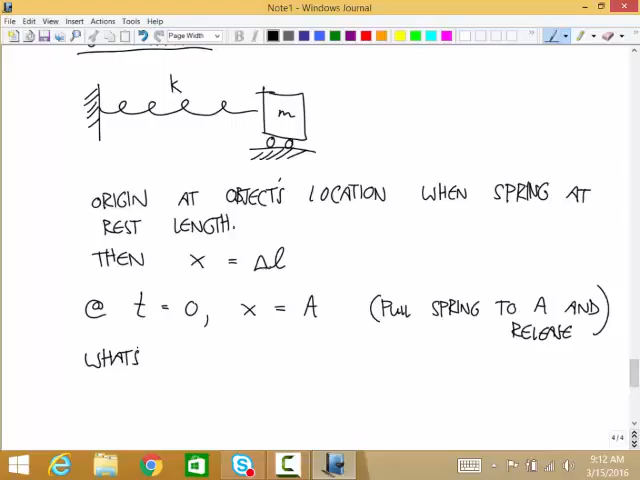 Note1 - Windows Journal
File Edit View Insert Actions Tools Help
Page Width
k
m
ORIGIN AT OBJECT'S LOCATION WHEN SPRING AT
REST LENGTH.
THEN x = Δl
@ t = 0, x = A (PULL SPRING TO A AND
RELEASE)
WHAT'S
4/4
9:12 AM
3/15/2016